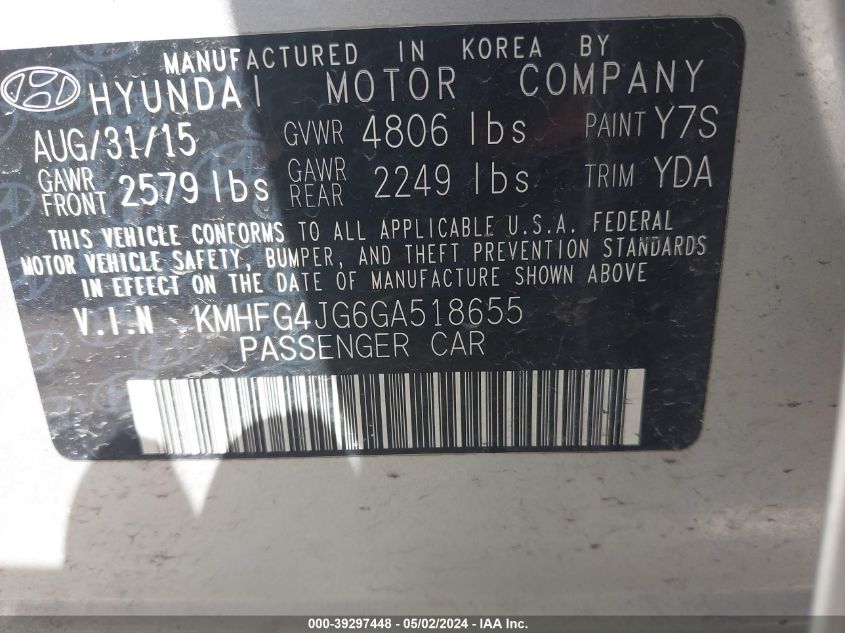 MANUFACTURED IN KOREA BY
HYUNDAI MOTOR COMPANY
AUG/31/15 GVWR 4806 lbs PAINT Y7S
GAWR FRONT 2579 lbs GAWR REAR 2249 lbs TRIM YDA
THIS VEHICLE CONFORMS TO ALL APPLICABLE U.S.A. FEDERAL
MOTOR VEHICLE SAFETY, BUMPER, AND THEFT PREVENTION STANDARDS
IN EFFECT ON THE DATE OF MANUFACTURE SHOWN ABOVE
V.I.N KMHFG4JG6GA518655
PASSENGER CAR
000-39297448 - 05/02/2024 - IAA Inc.